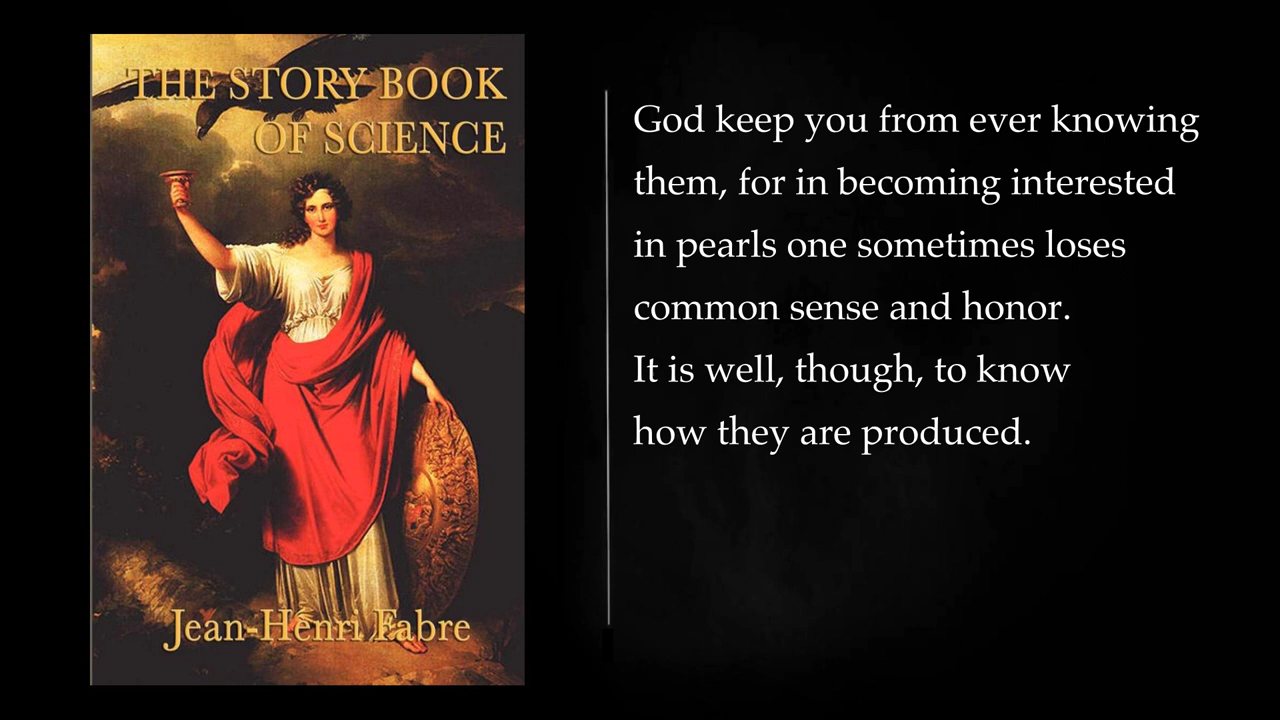 THE STORY BOOK
OF SCIENCE
Jean-Henri Fabre
God keep you from ever knowing
them, for in becoming interested
in pearls one sometimes loses
common sense and honor.
It is well, though, to know
how they are produced.